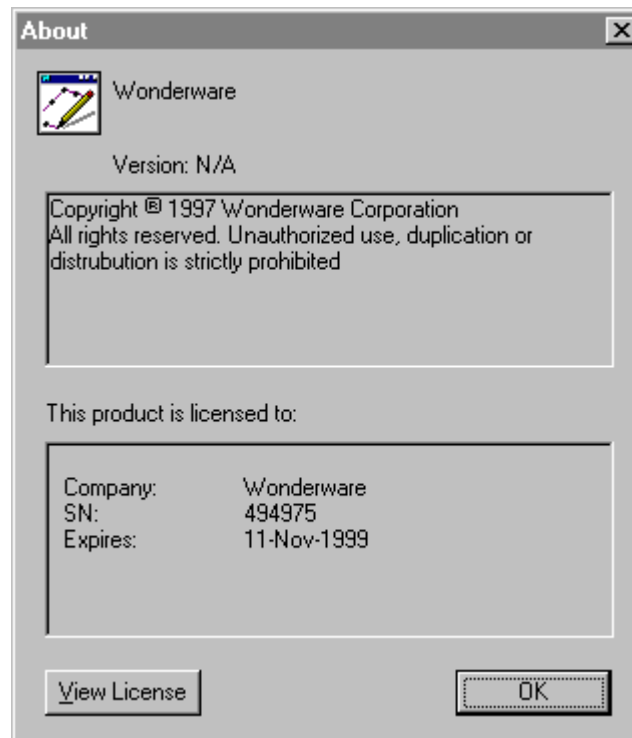 About
Wonderware
Version: N/A
Copyright ® 1997 Wonderware Corporation
All rights reserved. Unauthorized use, duplication or
distrubution is strictly prohibited
This product is licensed to:
Company: Wonderware
SN: 494975
Expires: 11-Nov-1999
View License OK